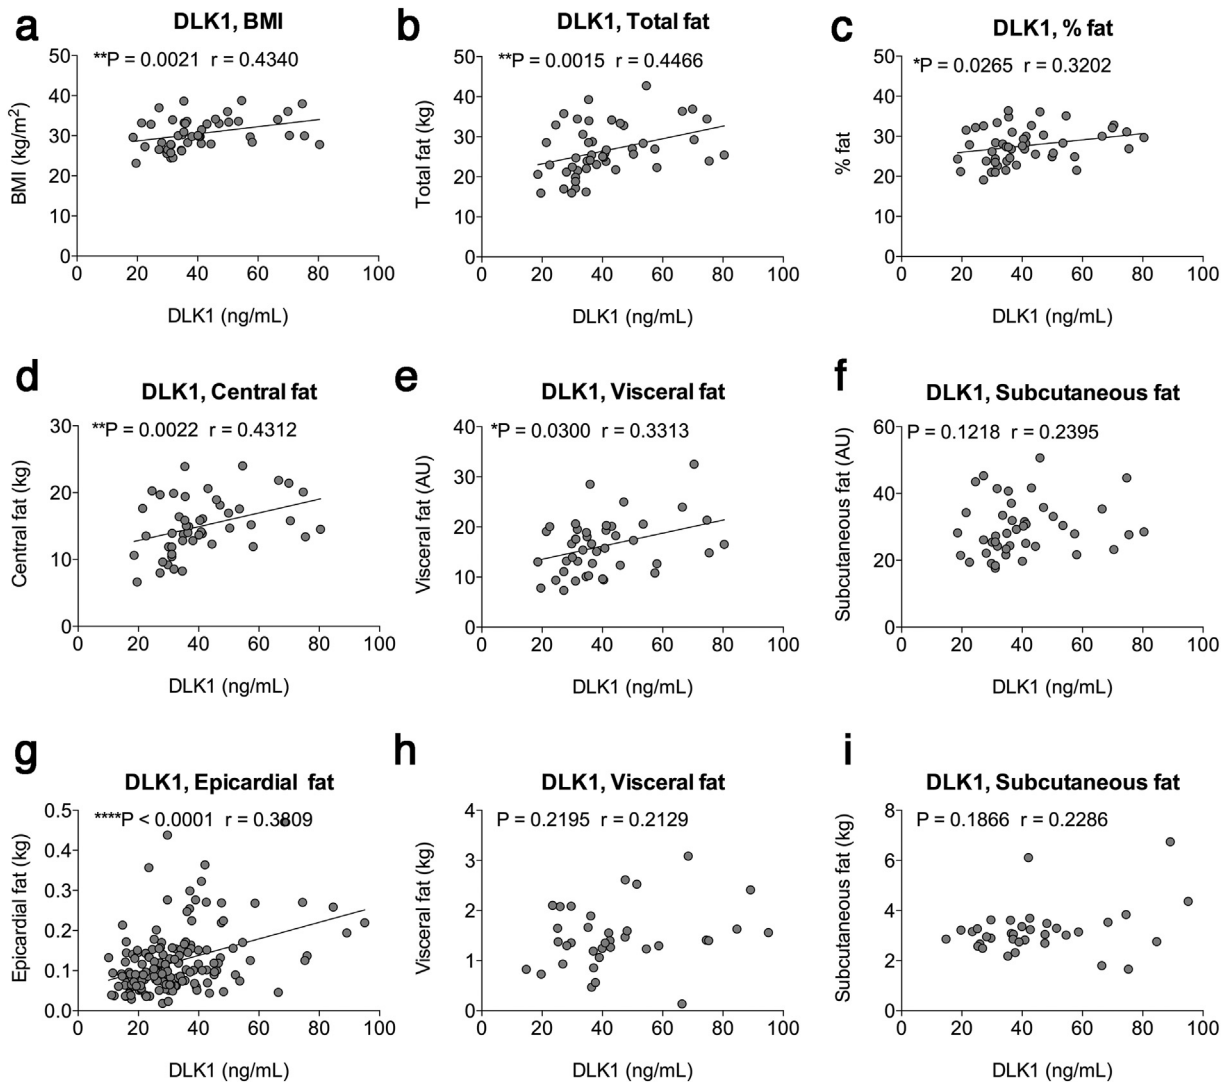 a
DLK1, BMI
**P = 0.0021 r = 0.4340
BMI (kg/m2)
50
40
30
20
10
0
20 40 60 80 100
DLK1 (ng/mL)
b
DLK1, Total fat
**P = 0.0015 r = 0.4466
Total fat (kg)
50
40
30
20
10
0
0 20 40 60 80 100
DLK1 (ng/mL)
c
DLK1, % fat
*P = 0.0265 r = 0.3202
% fat
50
40
30
20
10
0
0 20 40 60 80 100
DLK1 (ng/mL)
d
DLK1, Central fat
**P = 0.0022 r = 0.4312
Central fat (kg)
30
20
10
0
0 20 40 60 80 100
DLK1 (ng/mL)
e
DLK1, Visceral fat
*P = 0.0300 r = 0.3313
Visceral fat (AU)
40
30
20
10
0
0 20 40 60 80 100
DLK1 (ng/mL)
f
DLK1, Subcutaneous fat
P = 0.1218 r = 0.2395
Subcutaneous fat (AU)
60
40
20
0
0 20 40 60 80 100
DLK1 (ng/mL)
g
DLK1, Epicardial fat
****P < 0.0001 r = 0.3809
Epicardial fat (kg)
0.5
0.4
0.3
0.2
0.1
0.0
0 20 40 60 80 100
DLK1 (ng/mL)
h
DLK1, Visceral fat
P = 0.2195 r = 0.2129
Visceral fat (kg)
4
3
2
1
0
0 20 40 60 80 100
DLK1 (ng/mL)
i
DLK1, Subcutaneous fat
P = 0.1866 r = 0.2286
Subcutaneous fat (kg)
8
6
4
2
0
0 20 40 60 80 100
DLK1 (ng/mL)